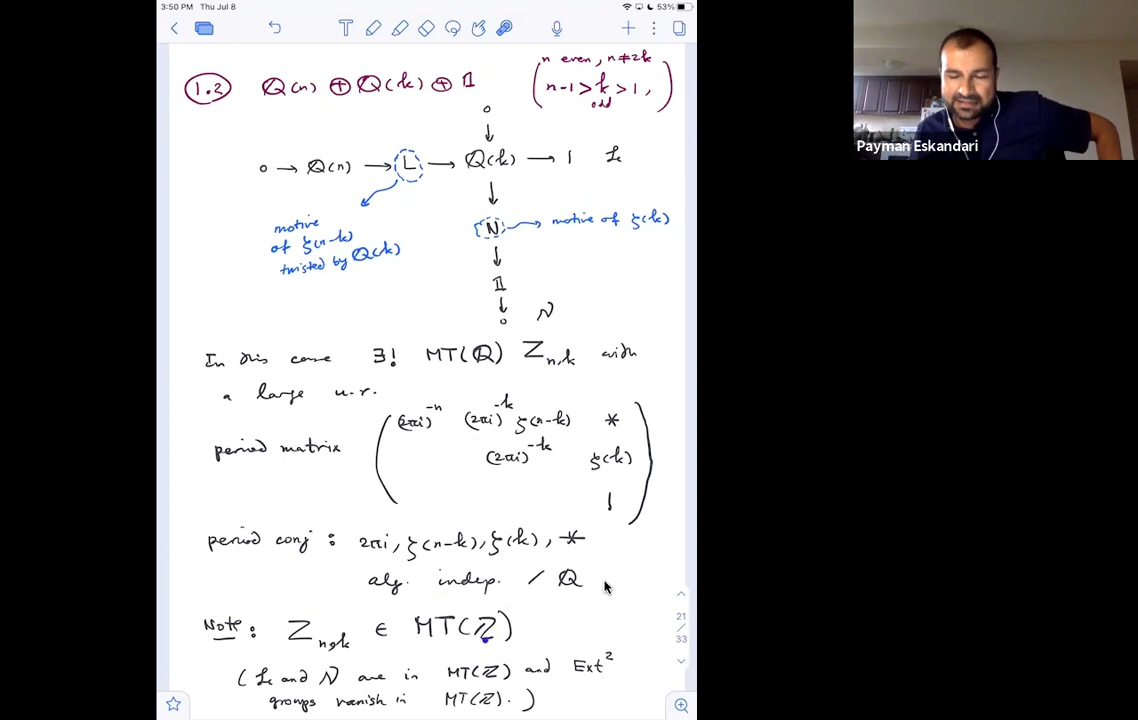 3:50 PM Thu Jul 8
53%
Payman Eskandari
1.2 ℚ(n) ⊕ ℚ(k) ⊕ 𝟙 (n even, n≠2k
n-1 > k > 1,
odd)
0
↓
0 → ℚ(n) → L → ℚ(k) → 1 ℒ
↓
motive
of ζ(n-k)
twisted by ℚ(k)
N → motive of ζ(k)
↓
𝟙
↓
0 𝒩
In this case ∃! MT(ℚ) Z_{n,k} with
a large u.r.
period matrix
(2πi)^{-n} (2πi)^{-k} ζ(n-k) *
(2πi)^{-k} ζ(k)
1
period conj : 2πi, ζ(n-k), ζ(k), *
alg. indep. / ℚ
Note : Z_{n,k} ∈ MT(ℤ)
(ℒ and 𝒩 are in MT(ℤ) and Ext²
groups vanish in MT(ℤ).)
21
/
33